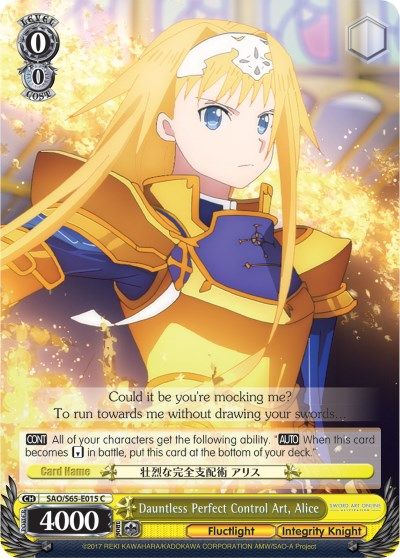 LEVEL
0
0
COST
Could it be you're mocking me?
To run towards me without drawing your swords...
CONT All of your characters get the following ability. "AUTO When this card
becomes [ ] in battle, put this card at the bottom of your deck."
Card Name 壮烈な完全支配術 アリス
CH SAO/S65-E015 C
POWER 4000 SOUL
Dauntless Perfect Control Art, Alice
SWORD ART ONLINE
Fluctlight Integrity Knight
©2017 REKI KAWAHARA/KADOKAWA CORPORATION AMW/SAO-A Project